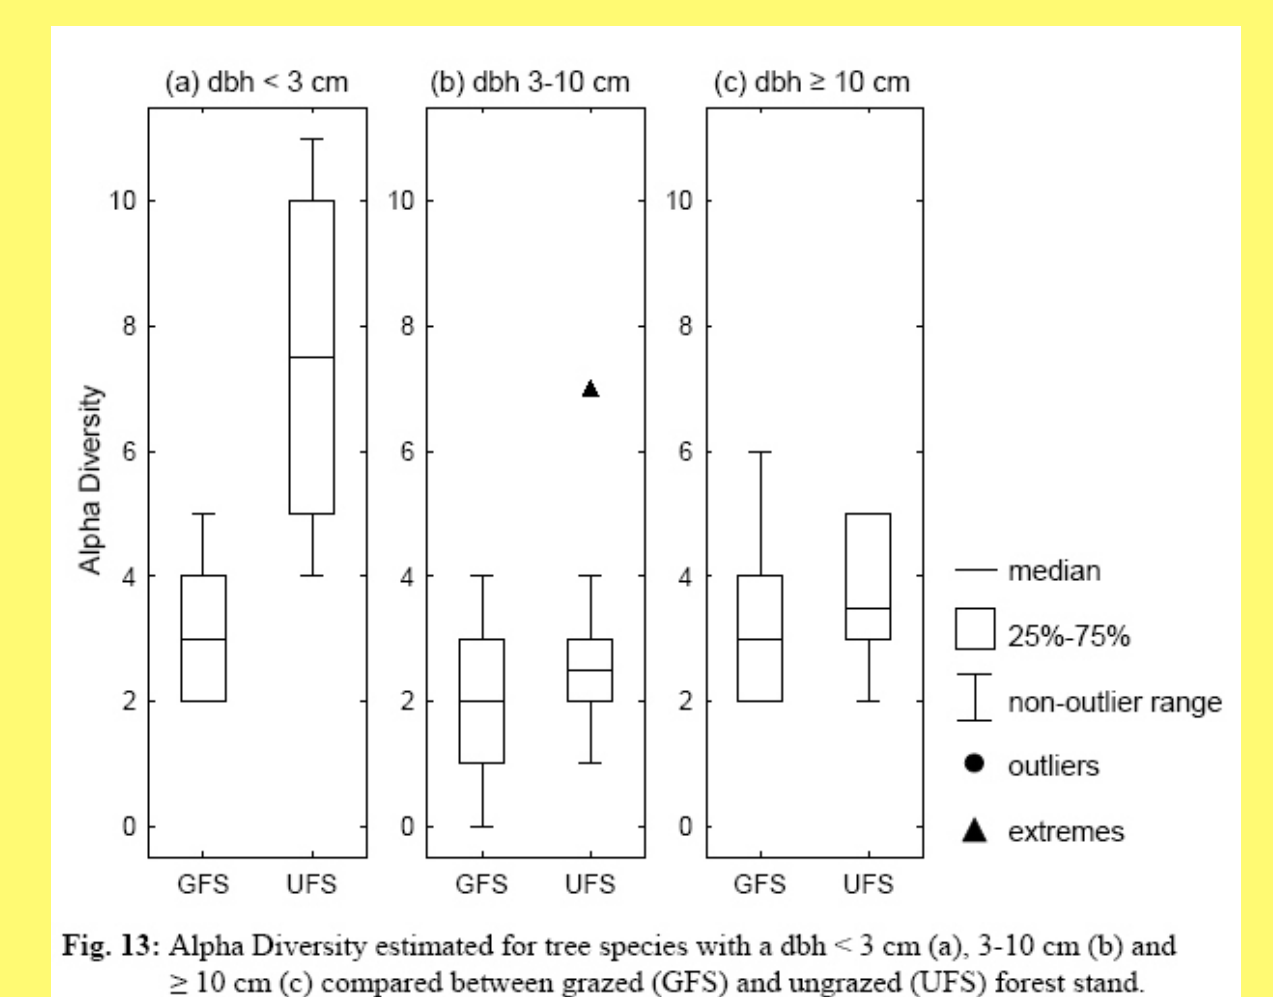 (a) dbh < 3 cm
(b) dbh 3-10 cm
(c) dbh ≥ 10 cm
Alpha Diversity
10
8
6
4
2
0
GFS
UFS
10
8
6
4
2
0
GFS
UFS
10
8
6
4
2
0
GFS
UFS
median
25%-75%
non-outlier range
outliers
extremes
Fig. 13: Alpha Diversity estimated for tree species with a dbh < 3 cm (a), 3-10 cm (b) and
≥ 10 cm (c) compared between grazed (GFS) and ungrazed (UFS) forest stand.